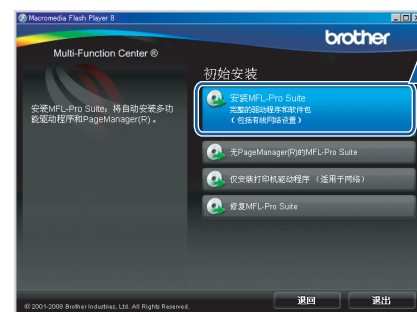 Macromedia Flash Player 8
brother
Multi-Function Center ®
初始安装
安装MFL-Pro Suite：将自动安装多功
能驱动程序和PageManager(R)。
安装MFL-Pro Suite
完整的驱动程序和软件包
（包括有线网络设置）
无PageManager(R)的MFL-Pro Suite
仅安装打印机驱动程序 （适用于网络）
修复MFL-Pro Suite
© 2001-2008 Brother Industries, Ltd. All Rights Reserved.
退回
退出